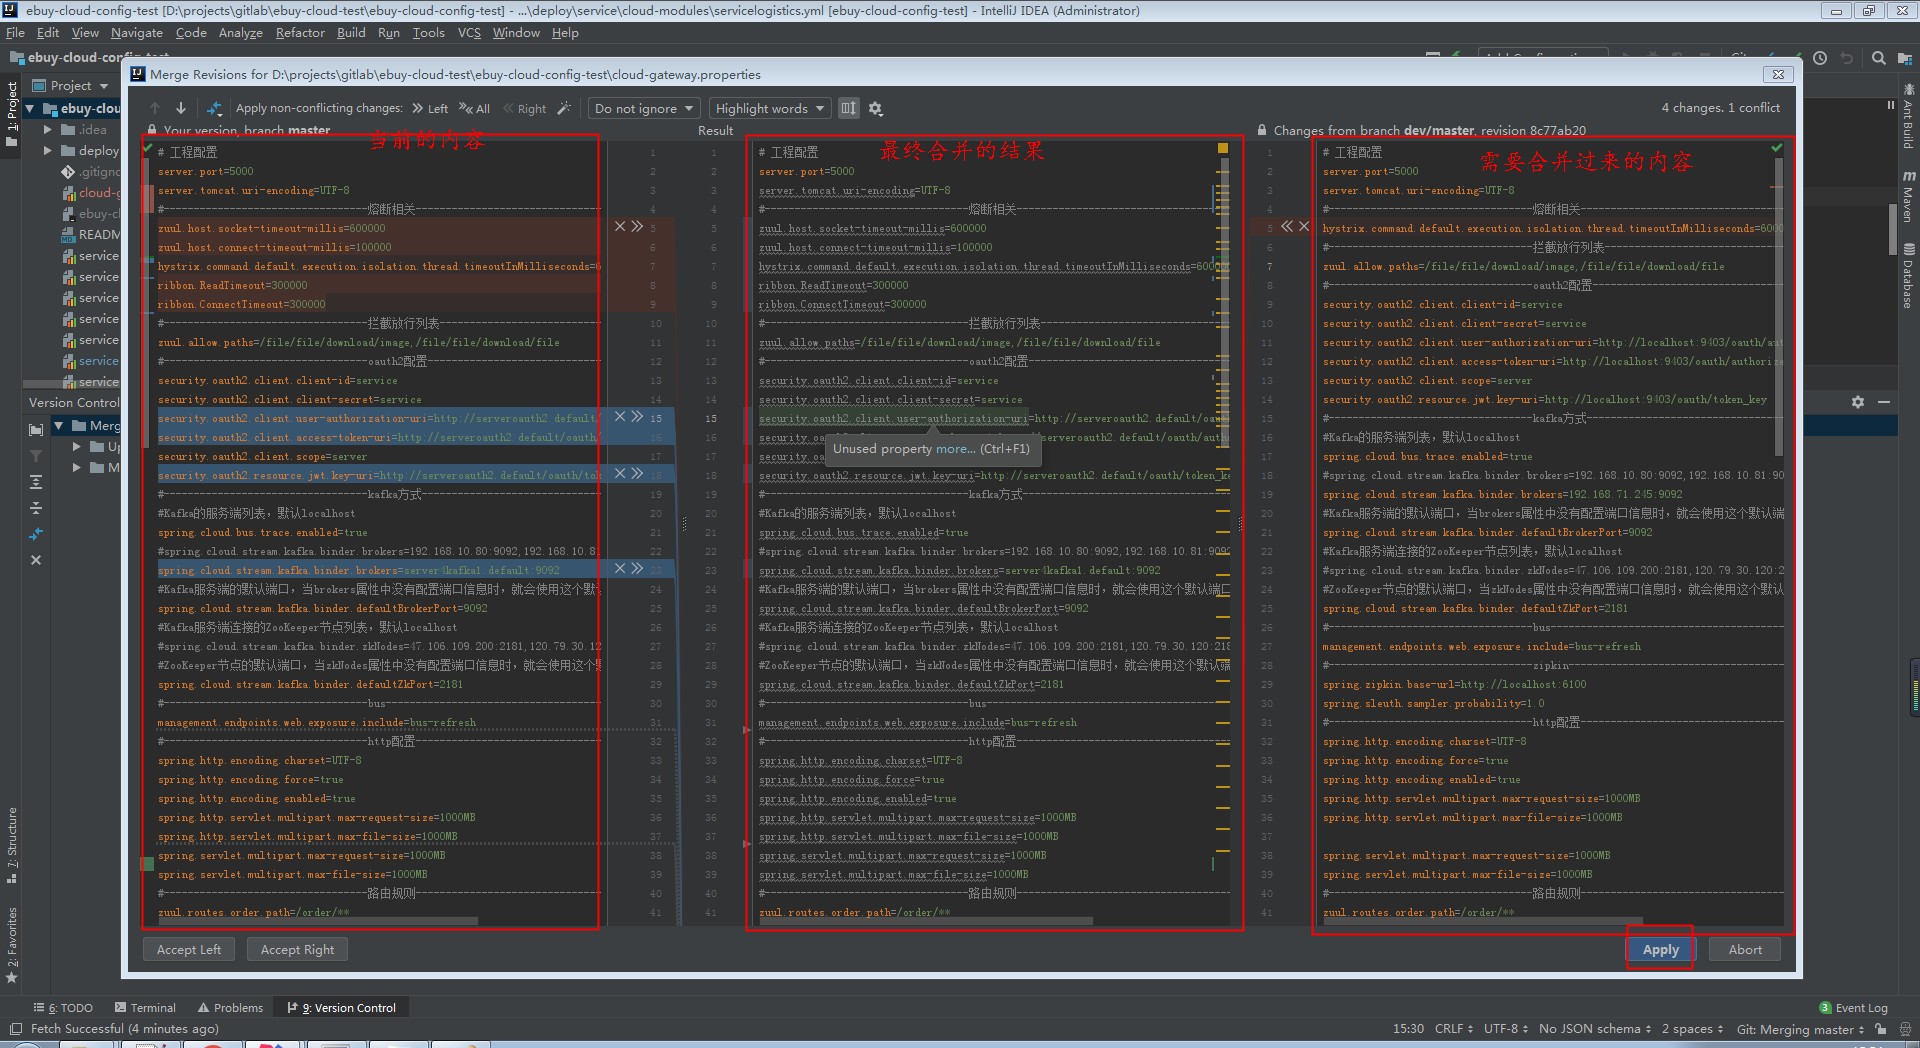 ebuy-cloud-config-test [D:\projects\gitlab\ebuy-cloud-test\ebuy-cloud-config-test] - ...\deploy\service\cloud-modules\servicelogistics.yml [ebuy-cloud-config-test] - IntelliJ IDEA (Administrator)
File Edit View Navigate Code Analyze Refactor Build Run Tools VCS Window Help
Merge Revisions for D:\projects\gitlab\ebuy-cloud-test\ebuy-cloud-config-test\cloud-gateway.properties
Apply non-conflicting changes: Left All Right Do not ignore Highlight words 4 changes. 1 conflict
1: Project
Project
ebuy-clou
.idea
deploy
.gitigno
cloud-g
ebuy-cl
READM
service
service
service
service
service
service
service
Version Control
Merg
Up
M
7: Structure
2: Favorites
Your version, branch master
当前的内容
# 工程配置
server.port=5000
server.tomcat.uri-encoding=UTF-8
#熔断相关
zuul.host.socket-timeout-millis=600000
zuul.host.connect-timeout-millis=100000
hystrix.command.default.execution.isolation.thread.timeoutInMilliseconds=6
ribbon.ReadTimeout=300000
ribbon.ConnectTimeout=300000
#拦截放行列表
zuul.allow.paths=/file/file/download/image,/file/file/download/file
#oauth2配置
security.oauth2.client.client-id=service
security.oauth2.client.client-secret=service
security.oauth2.client.user-authorization-uri=http://serveroauth2.default/
security.oauth2.client.access-token-uri=http://serveroauth2.default/oauth/
security.oauth2.client.scope=server
security.oauth2.resource.jwt.key-uri=http://serveroauth2.default/oauth/tok
#kafka方式
#Kafka的服务端列表，默认localhost
spring.cloud.bus.trace.enabled=true
#spring.cloud.stream.kafka.binder.brokers=192.168.10.80:9092,192.168.10.8
spring.cloud.stream.kafka.binder.brokers=server4kafka1.default:9092
#Kafka服务端的默认端口，当brokers属性中没有配置端口信息时，就会使用这个默
spring.cloud.stream.kafka.binder.defaultBrokerPort=9092
#Kafka服务端连接的ZooKeeper节点列表，默认localhost
#spring.cloud.stream.kafka.binder.zkNodes=47.106.109.200:2181,120.79.30.1
#ZooKeeper节点的默认端口，当zkNodes属性中没有配置端口信息时，就会使用这个
spring.cloud.stream.kafka.binder.defaultZkPort=2181
#bus
management.endpoints.web.exposure.include=bus-refresh
#http配置
spring.http.encoding.charset=UTF-8
spring.http.encoding.force=true
spring.http.encoding.enabled=true
spring.http.servlet.multipart.max-request-size=1000MB
spring.http.servlet.multipart.max-file-size=1000MB
spring.servlet.multipart.max-request-size=1000MB
spring.servlet.multipart.max-file-size=1000MB
#路由规则
zuul.routes.order.path=/order/**
Result
最终合并的结果
# 工程配置
server.port=5000
server.tomcat.uri-encoding=UTF-8
#熔断相关
zuul.host.socket-timeout-millis=600000
zuul.host.connect-timeout-millis=100000
hystrix.command.default.execution.isolation.thread.timeoutInMilliseconds=600
ribbon.ReadTimeout=300000
ribbon.ConnectTimeout=300000
#拦截放行列表
zuul.allow.paths=/file/file/download/image,/file/file/download/file
#oauth2配置
security.oauth2.client.client-id=service
security.oauth2.client.client-secret=service
security.oauth2.client.user-authorization-uri=http://serveroauth2.default/oa
Unused property more... (Ctrl+F1)
security.oauth2.resource.jwt.key-uri=http://serveroauth2.default/oauth/token_ke
#kafka方式
#Kafka的服务端列表，默认localhost
spring.cloud.bus.trace.enabled=true
#spring.cloud.stream.kafka.binder.brokers=192.168.10.80:9092,192.168.10.81:909
spring.cloud.stream.kafka.binder.brokers=server4kafka1.default:9092
#Kafka服务端的默认端口，当brokers属性中没有配置端口信息时，就会使用这个默认端口
spring.cloud.stream.kafka.binder.defaultBrokerPort=9092
#Kafka服务端连接的ZooKeeper节点列表，默认localhost
#spring.cloud.stream.kafka.binder.zkNodes=47.106.109.200:2181,120.79.30.120:218
#ZooKeeper节点的默认端口，当zkNodes属性中没有配置端口信息时，就会使用这个默认端
spring.cloud.stream.kafka.binder.defaultZkPort=2181
#bus
management.endpoints.web.exposure.include=bus-refresh
#http配置
spring.http.encoding.charset=UTF-8
spring.http.encoding.force=true
spring.http.encoding.enabled=true
spring.http.servlet.multipart.max-request-size=1000MB
spring.http.servlet.multipart.max-file-size=1000MB
spring.servlet.multipart.max-request-size=1000MB
spring.servlet.multipart.max-file-size=1000MB
#路由规则
zuul.routes.order.path=/order/**
Changes from branch dev/master, revision 8c77ab20
需要合并过来的内容
# 工程配置
server.port=5000
server.tomcat.uri-encoding=UTF-8
#熔断相关
hystrix.command.default.execution.isolation.thread.timeoutInMilliseconds=6000
#拦截放行列表
zuul.allow.paths=/file/file/download/image,/file/file/download/file
#oauth2配置
security.oauth2.client.client-id=service
security.oauth2.client.client-secret=service
security.oauth2.client.user-authorization-uri=http://localhost:9403/oauth/aut
security.oauth2.client.access-token-uri=http://localhost:9403/oauth/authoriz
security.oauth2.client.scope=server
security.oauth2.resource.jwt.key-uri=http://localhost:9403/oauth/token_key
#kafka方式
#Kafka的服务端列表，默认localhost
spring.cloud.bus.trace.enabled=true
#spring.cloud.stream.kafka.binder.brokers=192.168.10.80:9092,192.168.10.81:90
spring.cloud.stream.kafka.binder.brokers=192.168.71.245:9092
#Kafka服务端的默认端口，当brokers属性中没有配置端口信息时，就会使用这个默认端
spring.cloud.stream.kafka.binder.defaultBrokerPort=9092
#Kafka服务端连接的ZooKeeper节点列表，默认localhost
#spring.cloud.stream.kafka.binder.zkNodes=47.106.109.200:2181,120.79.30.120:2
#ZooKeeper节点的默认端口，当zkNodes属性中没有配置端口信息时，就会使用这个默认
spring.cloud.stream.kafka.binder.defaultZkPort=2181
#bus
management.endpoints.web.exposure.include=bus-refresh
#zipkin
spring.zipkin.base-url=http://localhost:6100
spring.sleuth.sampler.probability=1.0
#http配置
spring.http.encoding.charset=UTF-8
spring.http.encoding.force=true
spring.http.encoding.enabled=true
spring.http.servlet.multipart.max-request-size=1000MB
spring.http.servlet.multipart.max-file-size=1000MB
spring.servlet.multipart.max-request-size=1000MB
spring.servlet.multipart.max-file-size=1000MB
#路由规则
zuul.routes.order.path=/order/**
Ant Build
Maven
Database
Accept Left Accept Right Apply Abort
6: TODO Terminal Problems 9: Version Control 3 Event Log
Fetch Successful (4 minutes ago) 15:30 CRLF UTF-8 No JSON schema 2 spaces Git: Merging master